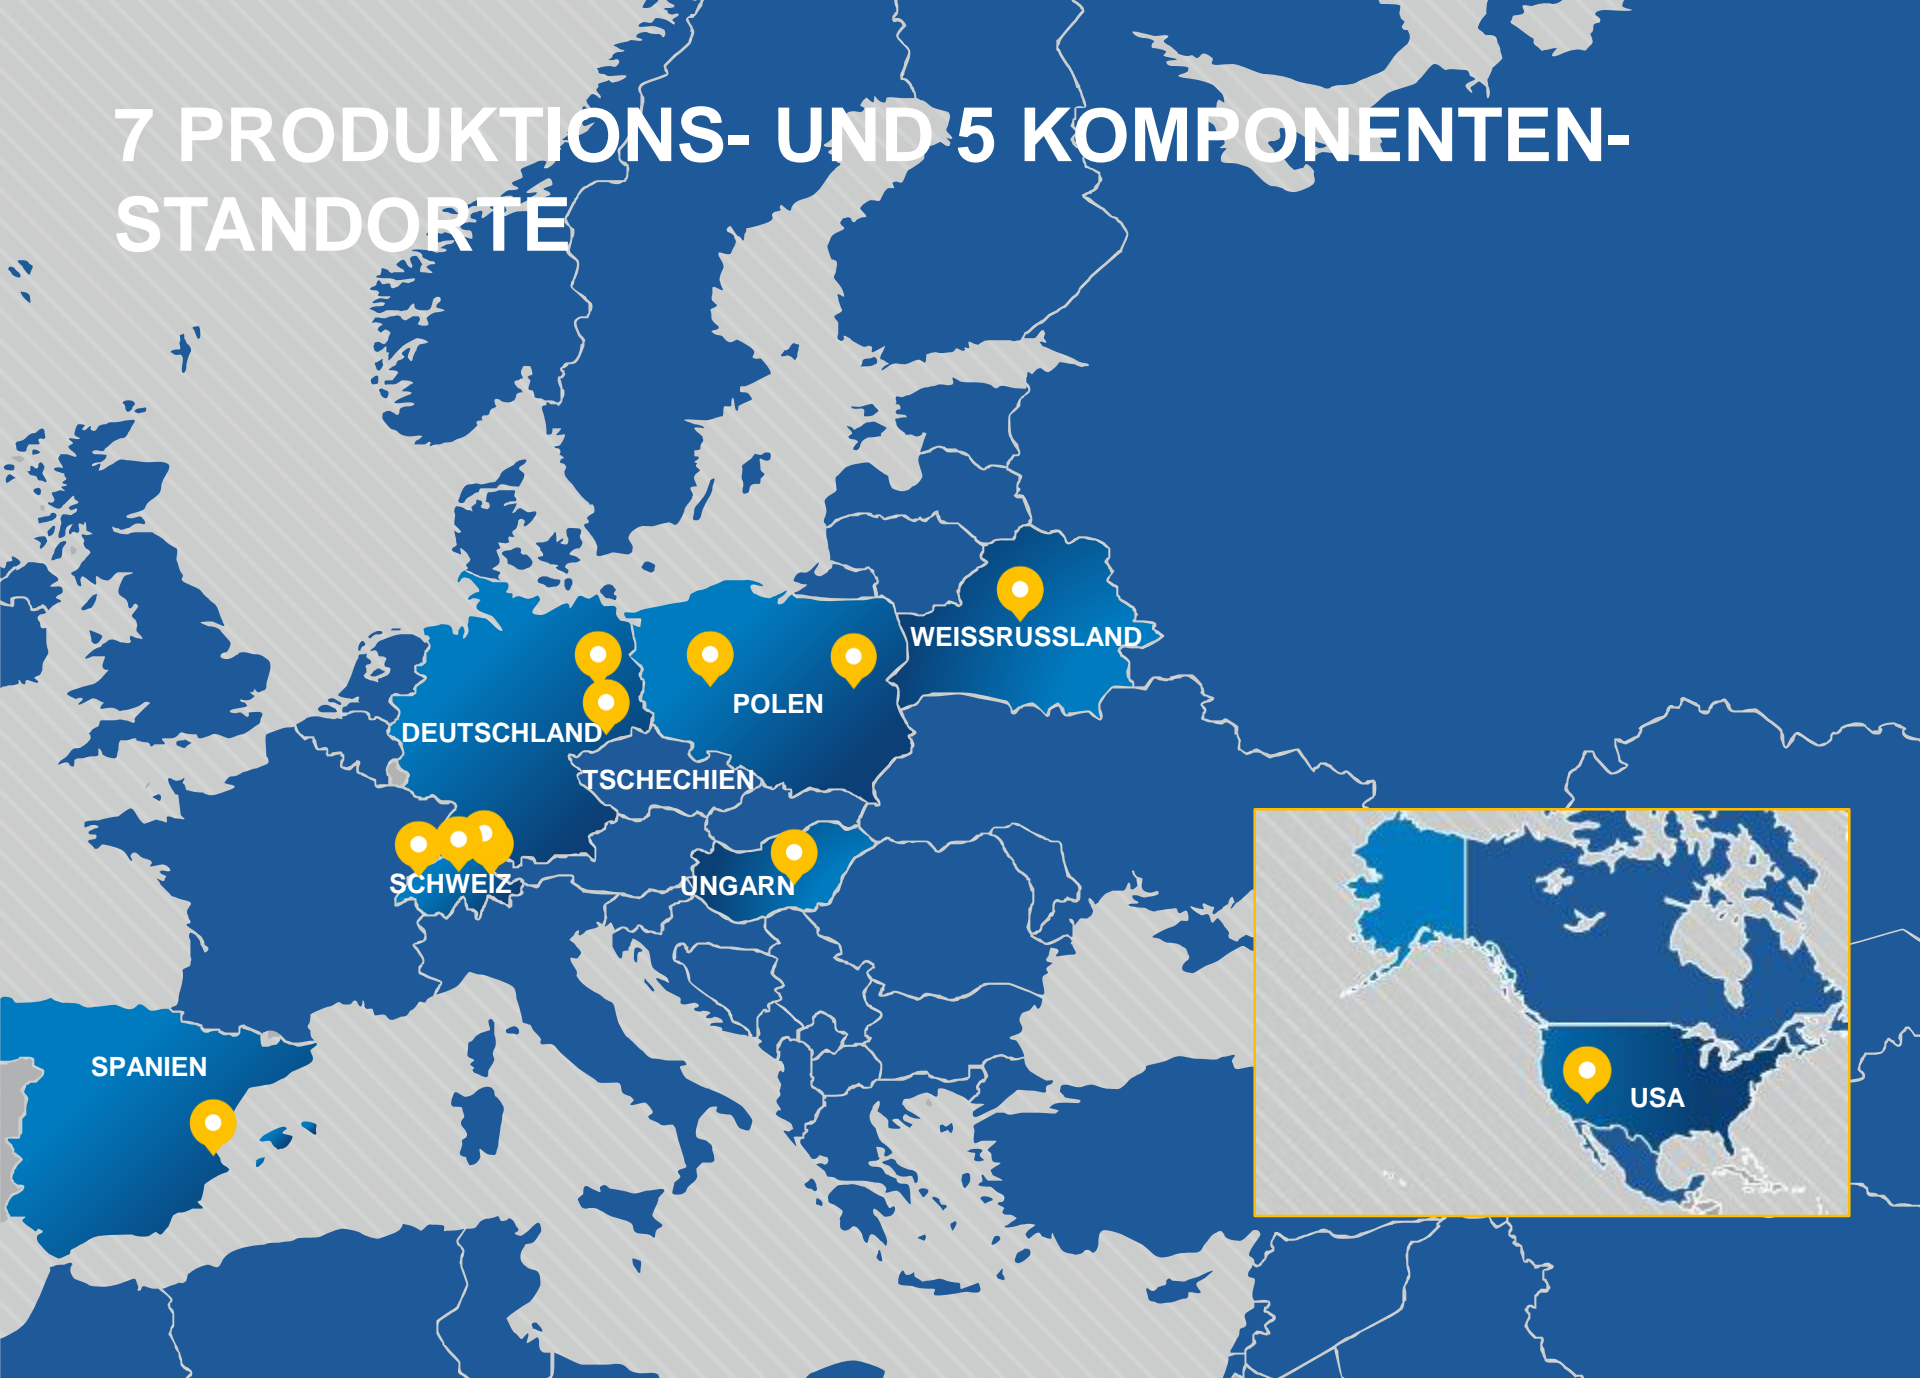 7 PRODUKTIONS- UND 5 KOMPONENTEN-
STANDORTE
WEISSRUSSLAND
POLEN
DEUTSCHLAND
TSCHECHIEN
SCHWEIZ
UNGARN
SPANIEN
USA